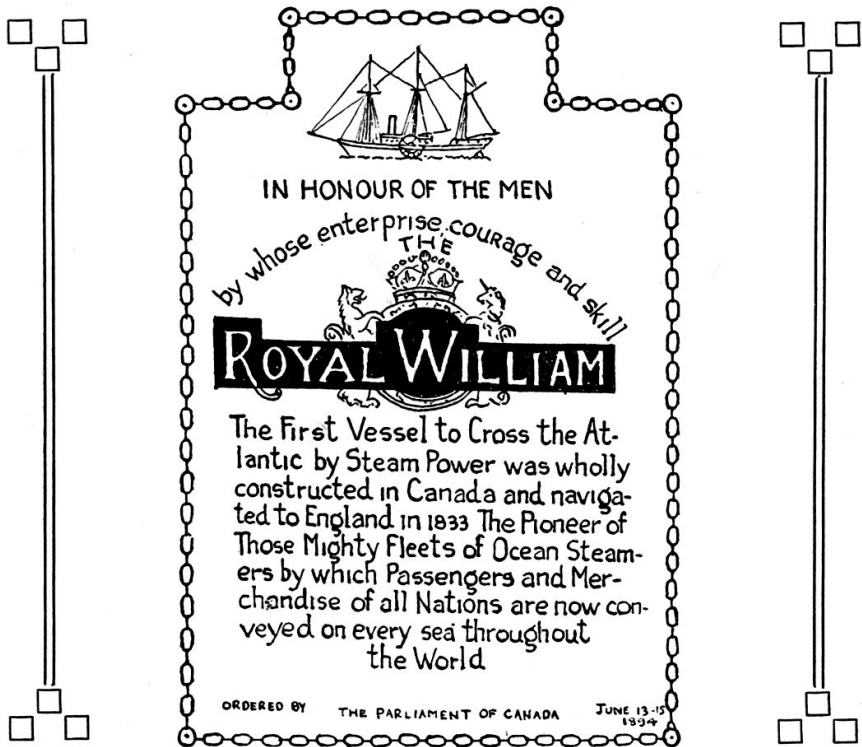 IN HONOUR OF THE MEN
by whose enterprise, courage and skill
THE
ROYAL WILLIAM
The First Vessel to Cross the At-
lantic by Steam Power was wholly
constructed in Canada and naviga-
ted to England in 1833 The Pioneer of
Those Mighty Fleets of Ocean Steam-
ers by which Passengers and Mer-
chandise of all Nations are now con-
veyed on every sea throughout
the World
ORDERED BY THE PARLIAMENT OF CANADA JUNE 13-15
1894